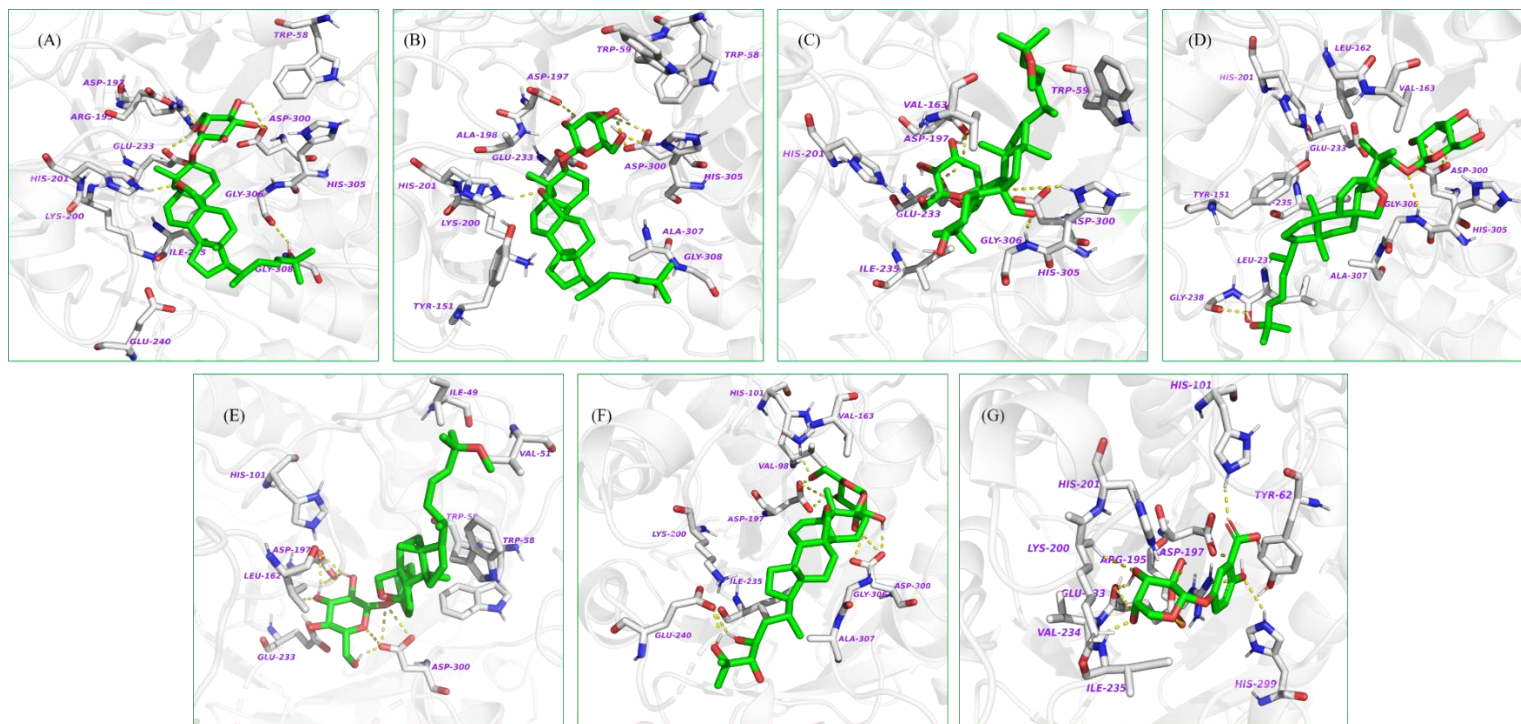 (A)
TRP-58
ASP-197
ARG-195
ASP-300
GLU-233
HIS-201
GLY-306
HIS-305
LYS-200
GLY-308
GLU-240
(B)
TRP-59
TRP-58
ASP-197
ALA-198
GLU-233
ASP-300
HIS-201
HIS-305
LYS-200
ALA-307
GLY-308
TYR-151
(C)
TRP-59
VAL-163
ASP-197
HIS-201
GLU-233
ASP-300
GLY-306
HIS-305
ILE-235
(D)
LEU-162
HIS-201
VAL-163
GLU-233
ASP-300
TYR-151
GLY-306
HIS-305
LEU-237
ALA-307
GLY-238
(E)
ILE-49
VAL-51
HIS-101
TRP-58
ASP-197
LEU-162
GLU-233
ASP-300
(F)
HIS-101
VAL-163
VAL-98
ASP-197
LYS-200
ILE-235
ASP-300
GLY-306
GLU-240
ALA-307
(G)
HIS-101
HIS-201
TYR-62
LYS-200
ARG-195
ASP-197
VAL-234
ILE-235
HIS-299